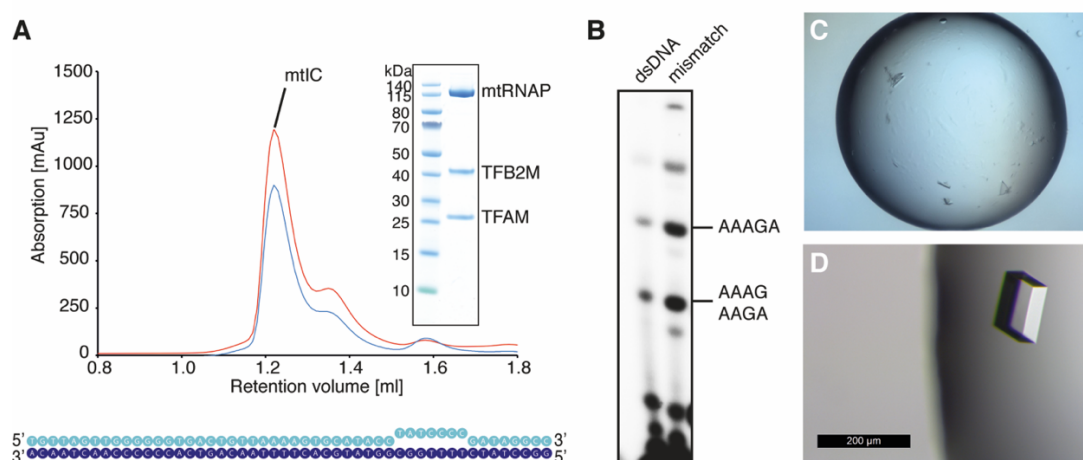 A
1500
1250
1000
750
500
250
0
Absorption [mAu]
mtIC
0.8 1.0 1.2 1.4 1.6 1.8
Retention volume [ml]
kDa
140
115
80
70
50
40
30
25
15
10
mtRNAP
TFB2M
TFAM
5' TGTTAGTTGGGGGGTGACTGTTAAAAGTGCATACCTATCCCCGATAGGCC 3'
3' ACAATCAACCCCCCACTGACAATTTTCACGTATGGCGGTTTTCTATCCGG 5'
B
dsDNA
mismatch
AAAGA
AAAG
AAGA
C
D
200 µm